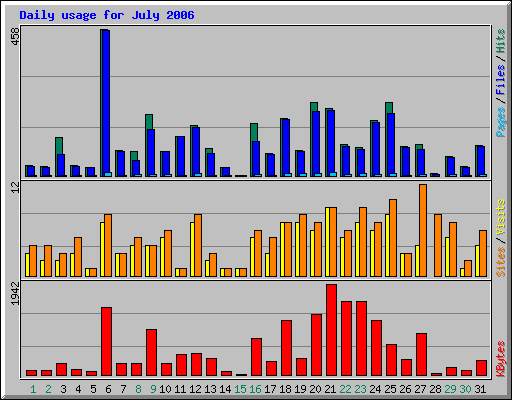 Daily usage for July 2006
458
Pages / Files / Hits
12
Sites / Visits
1942
KBytes
1 2 3 4 5 6 7 8 9 10 11 12 13 14 15 16 17 18 19 20 21 22 23 24 25 26 27 28 29 30 31